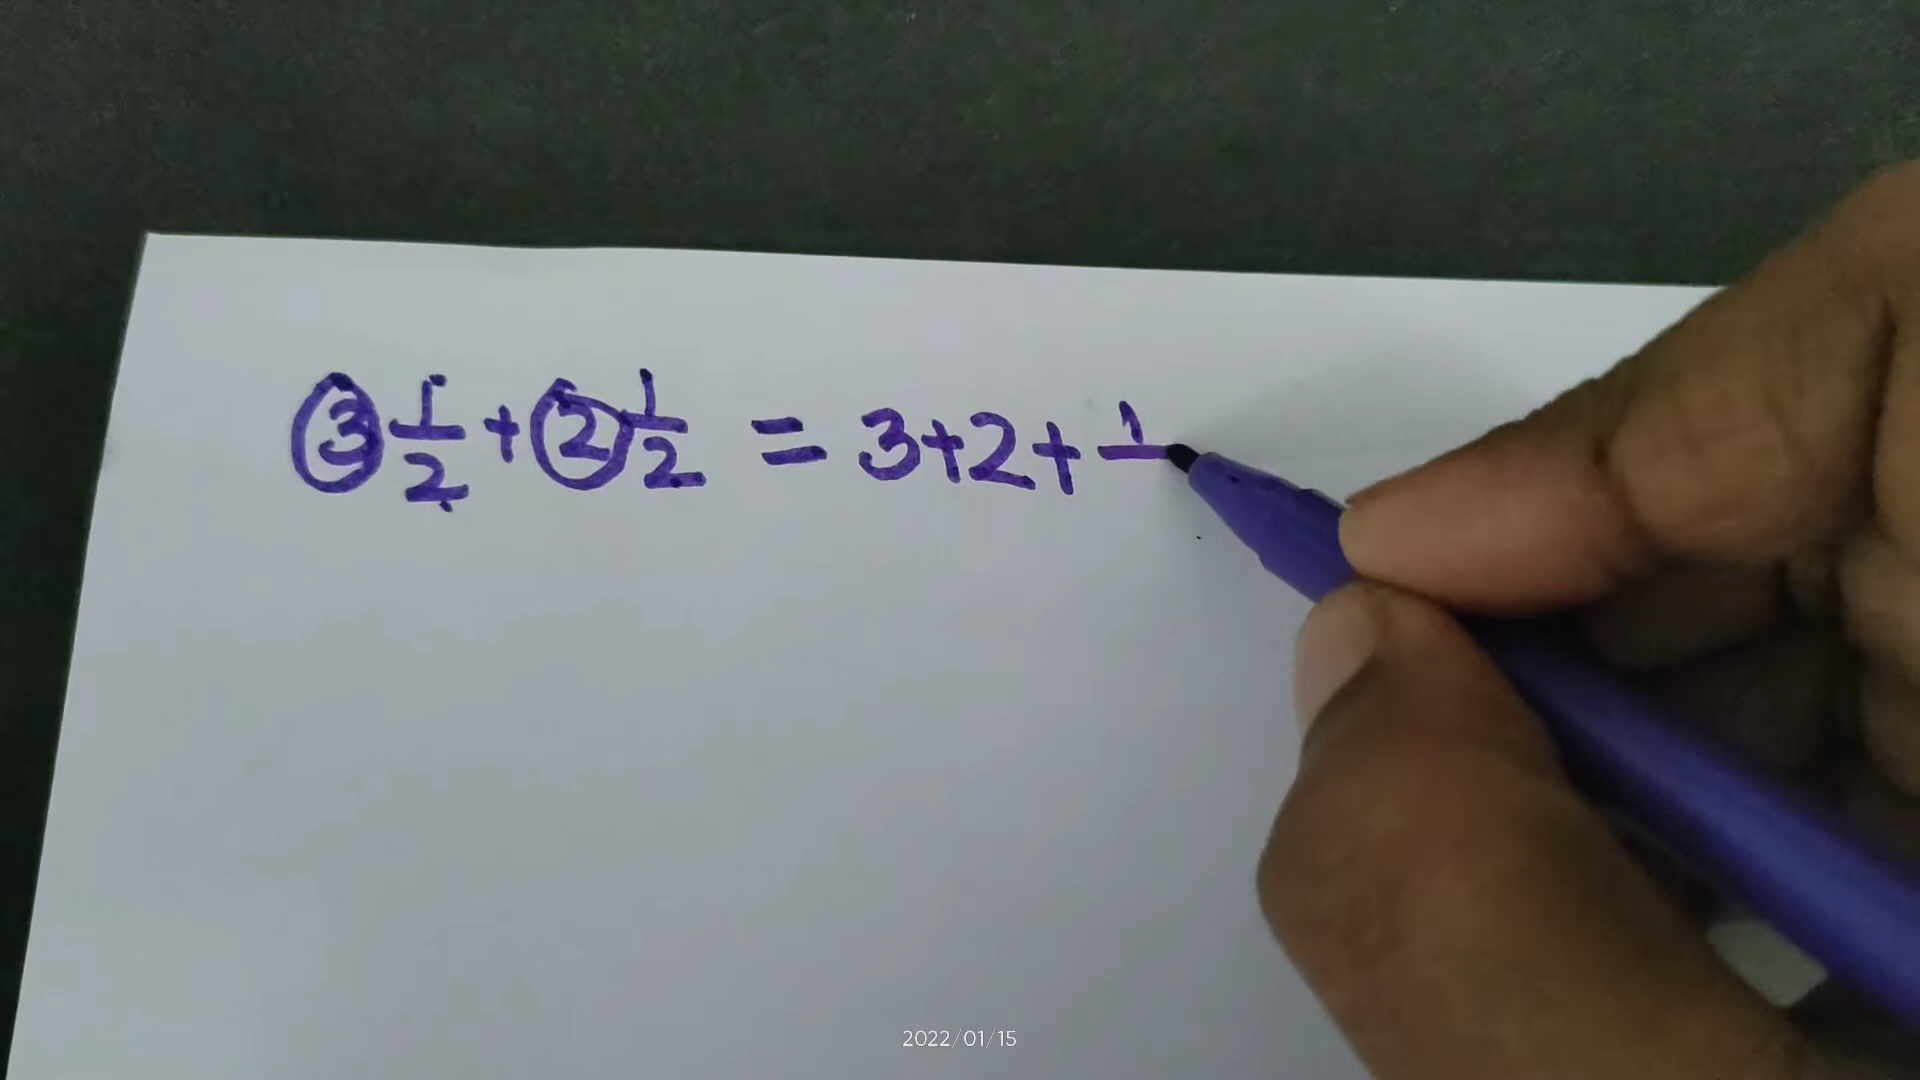 3 1/2 + 2 1/2 = 3+2+ 1/
2022/01/15